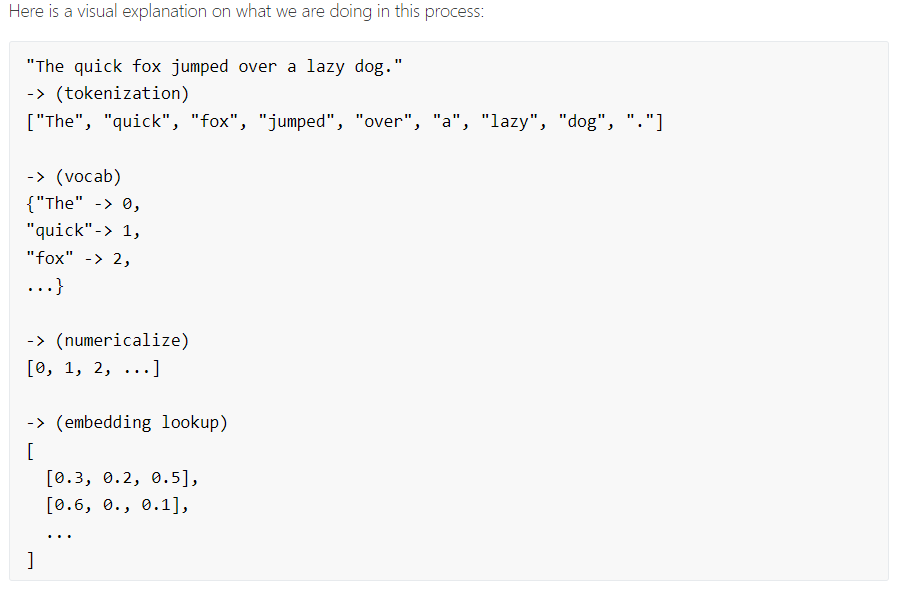 Here is a visual explanation on what we are doing in this process:
"The quick fox jumped over a lazy dog."
-> (tokenization)
["The", "quick", "fox", "jumped", "over", "a", "lazy", "dog", "."]
-> (vocab)
{"The" -> 0,
"quick"-> 1,
"fox" -> 2,
...}
-> (numericalize)
[0, 1, 2, ...]
-> (embedding lookup)
[
[0.3, 0.2, 0.5],
[0.6, 0., 0.1],
...
]